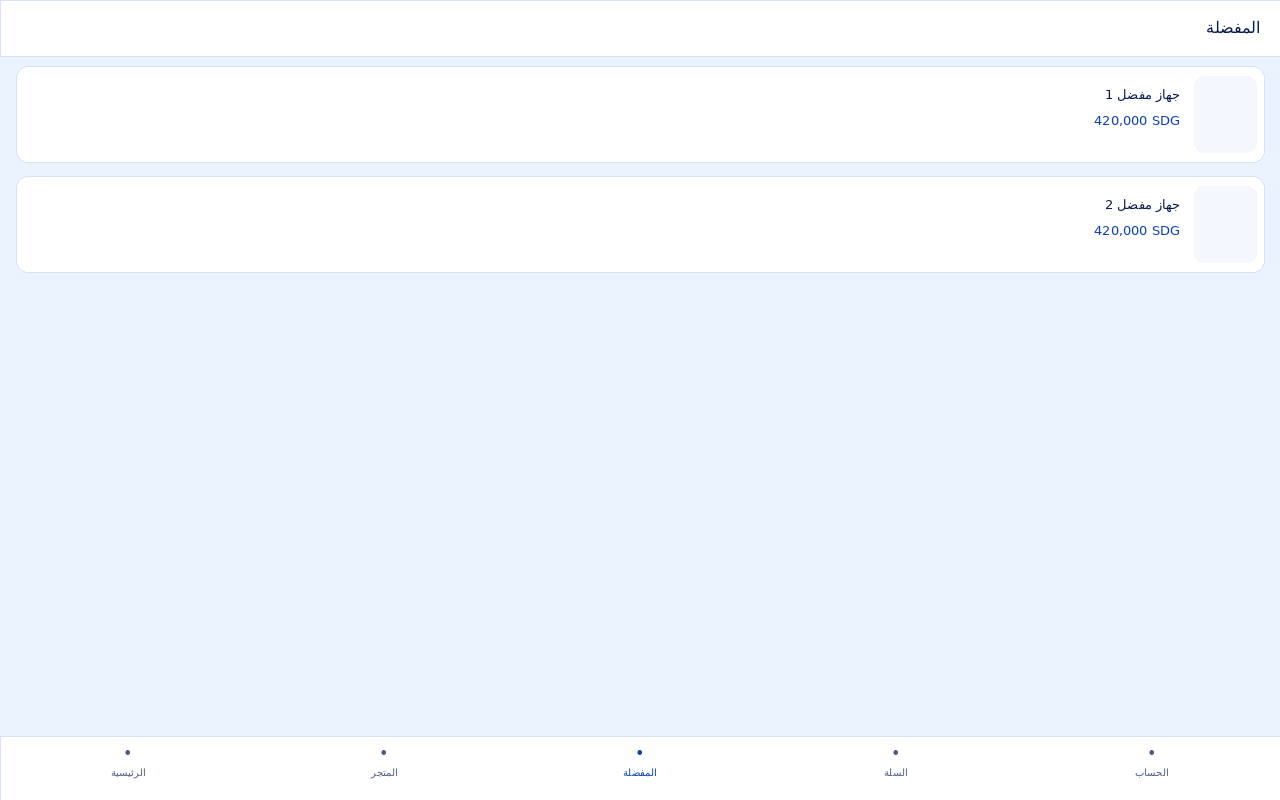 المفضلة
جهاز مفضل 1
420,000 SDG
جهاز مفضل 2
420,000 SDG
الحساب
السلة
المفضلة
المتجر
الرئيسية